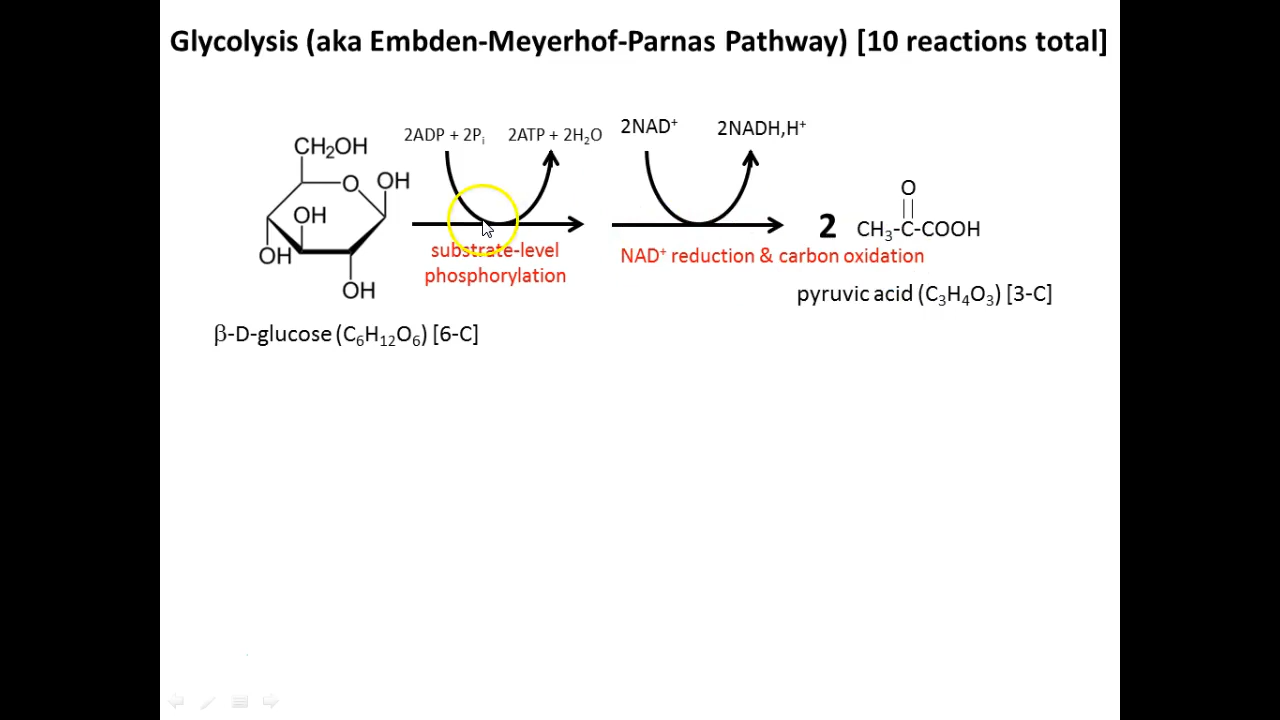 Glycolysis (aka Embden-Meyerhof-Parnas Pathway) [10 reactions total]
2ADP + 2Pi
2ATP + 2H₂O
2NAD⁺
2NADH,H⁺
CH₂OH
O
OH
OH
OH
OH
substrate-level
phosphorylation
NAD⁺ reduction & carbon oxidation
2
O
CH₃-C-COOH
pyruvic acid (C₃H₄O₃) [3-C]
β-D-glucose (C₆H₁₂O₆) [6-C]